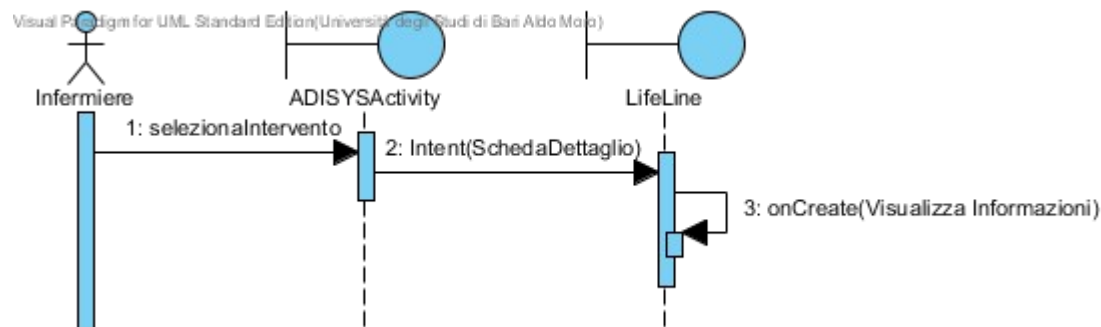 Visual Paradigm for UML Standard Edition(Università degli Studi di Bari Aldo Moro)
Infermiere
ADISYSActivity
LifeLine
1: selezionaIntervento
2: Intent(SchedaDettaglio)
3: onCreate(Visualizza Informazioni)